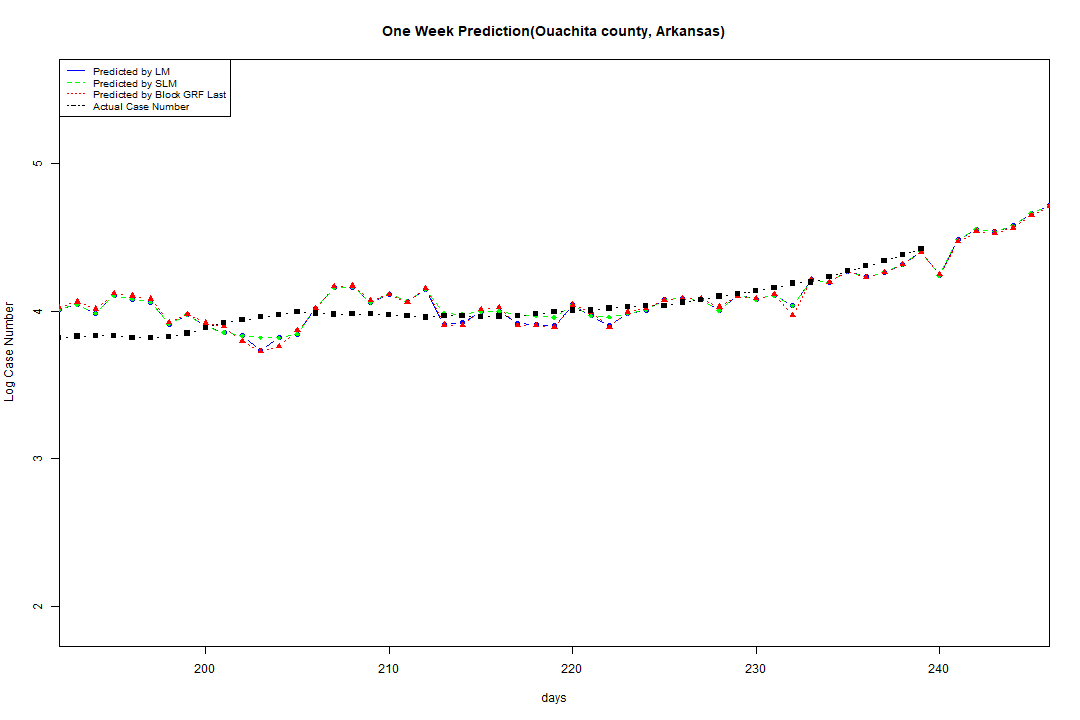 One Week Prediction(Ouachita county, Arkansas)
Predicted by LM
Predicted by SLM
Predicted by Block GRF Last
Actual Case Number
5
4
3
2
Log Case Number
200
210
220
230
240
days